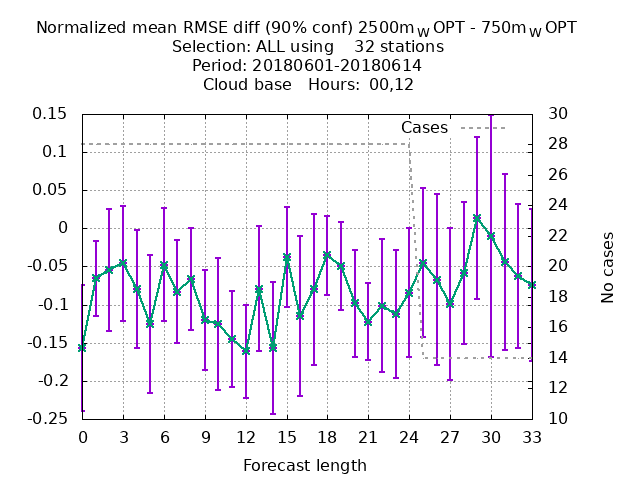 Normalized mean RMSE diff (90% conf) 2500m_W OPT - 750m_W OPT
Selection: ALL using    32 stations
Period: 20180601-20180614
Cloud base   Hours:  00,12
Cases
0.15
0.1
0.05
0
-0.05
-0.1
-0.15
-0.2
-0.25
30
28
26
24
22
20
18
16
14
12
10
No cases
0 3 6 9 12 15 18 21 24 27 30 33
Forecast length